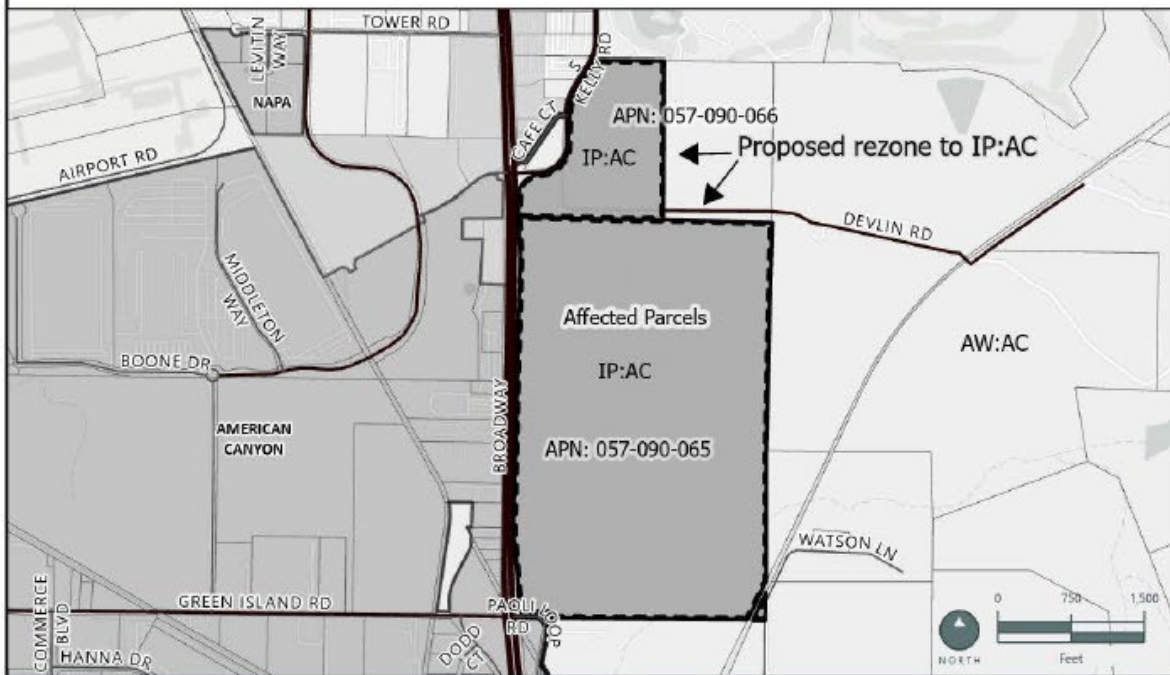 TOWER RD
LEVITIN
WAY
NAPA
S
KELLY RD
CAFE CT
APN: 057-090-066
IP:AC
Proposed rezone to IP:AC
AIRPORT RD
DEVLIN RD
MIDDLETON
WAY
Affected Parcels
IP:AC
AW:AC
BOONE DR
BROADWAY
AMERICAN
CANYON
APN: 057-090-065
WATSON LN
GREEN ISLAND RD
PAOLI LOOP
RD
COMMERCE
BLVD
HANNA DR
DODD
CT
NORTH
0 750 1,500
Feet